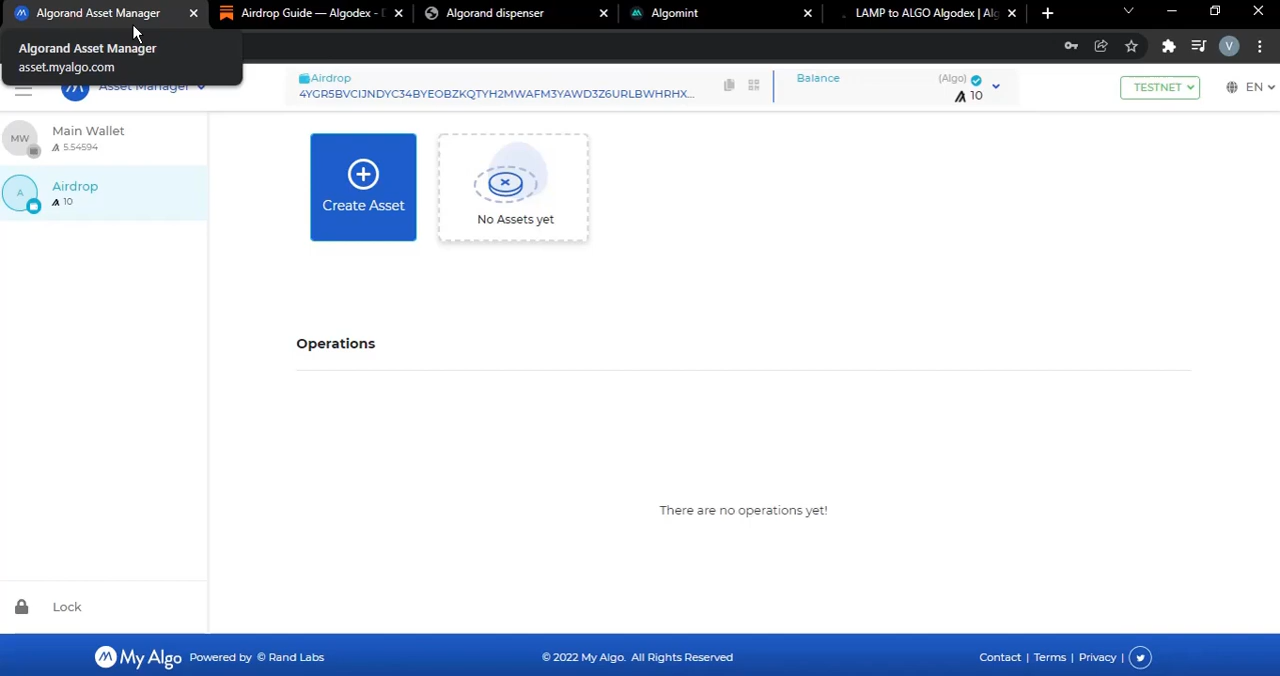 Algorand Asset Manager
Airdrop Guide — Algodex -
Algorand dispenser
Algomint
LAMP to ALGO Algodex | Alg
Algorand Asset Manager
asset.myalgo.com
V
Asset Manager
Airdrop
4YGR5BVCIJNDYC34BYEOBZKQTYH2MWAFM3YAWD3Z6URLBWHRHX...
Balance
(Algo)
10
TESTNET
EN
MW
Main Wallet
5.54594
A
Airdrop
10
Create Asset
No Assets yet
Operations
There are no operations yet!
Lock
My Algo
Powered by © Rand Labs
© 2022 My Algo. All Rights Reserved
Contact | Terms | Privacy |